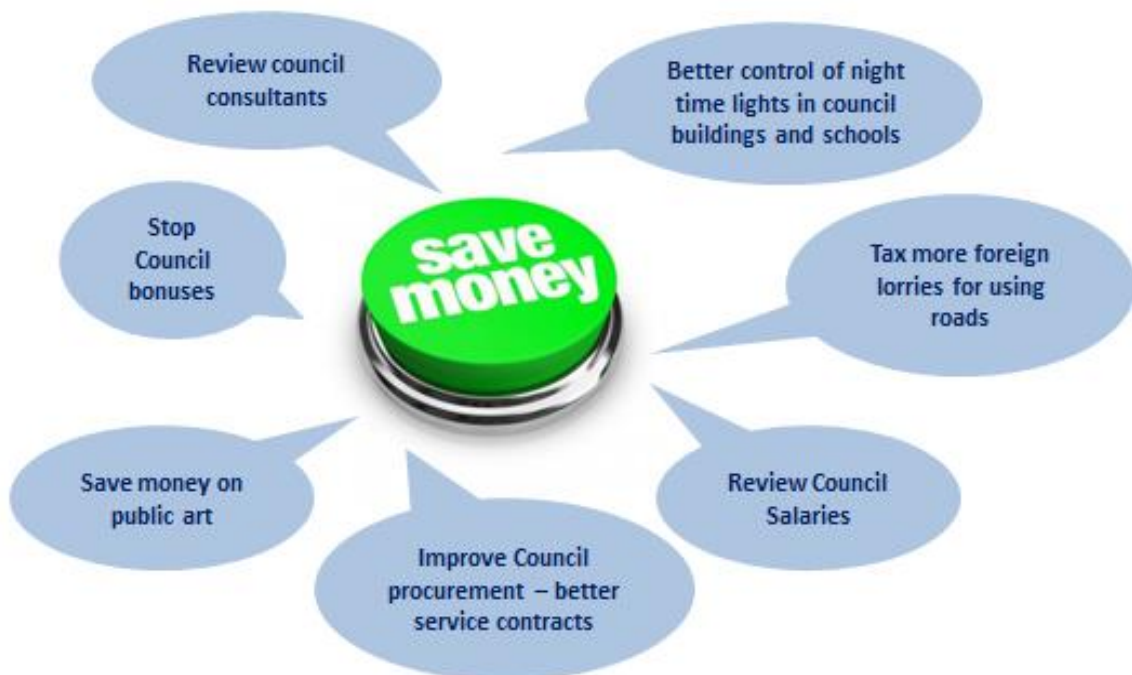 Review council
consultants
Better control of night
time lights in council
buildings and schools
Stop
Council
bonuses
save
money
Tax more foreign
lorries for using
roads
Save money on
public art
Review Council
Salaries
Improve Council
procurement – better
service contracts